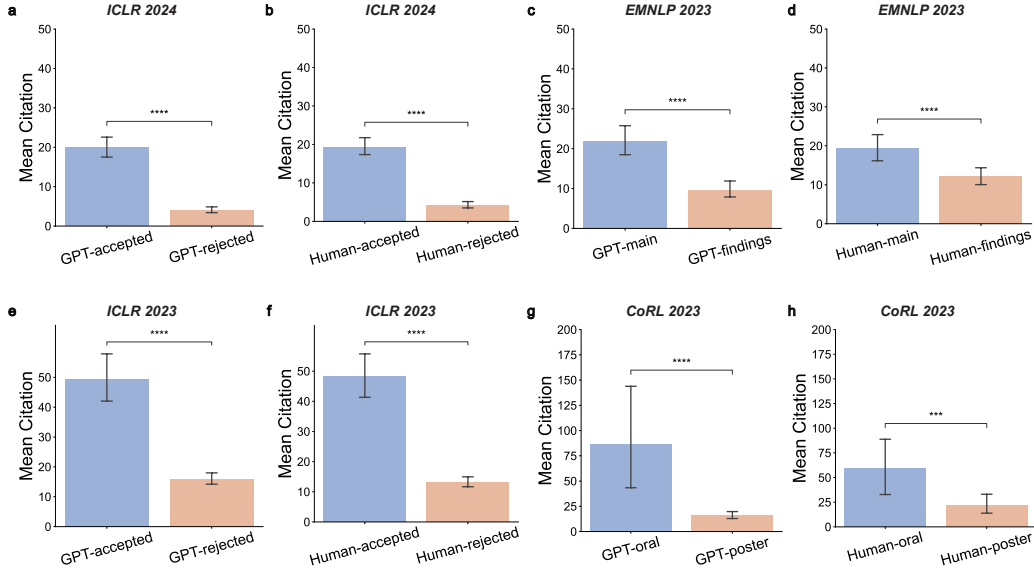 a
ICLR 2024
Mean Citation
50
40
30
20
10
0
****
GPT-accepted
GPT-rejected
b
ICLR 2024
Mean Citation
50
40
30
20
10
0
****
Human-accepted
Human-rejected
c
EMNLP 2023
Mean Citation
50
40
30
20
10
0
****
GPT-main
GPT-findings
d
EMNLP 2023
Mean Citation
50
40
30
20
10
0
****
Human-main
Human-findings
e
ICLR 2023
Mean Citation
50
40
30
20
10
0
****
GPT-accepted
GPT-rejected
f
ICLR 2023
Mean Citation
60
50
40
30
20
10
0
****
Human-accepted
Human-rejected
g
CoRL 2023
Mean Citation
200
175
150
125
100
75
50
25
0
****
GPT-oral
GPT-poster
h
CoRL 2023
Mean Citation
200
175
150
125
100
75
50
25
0
***
Human-oral
Human-poster